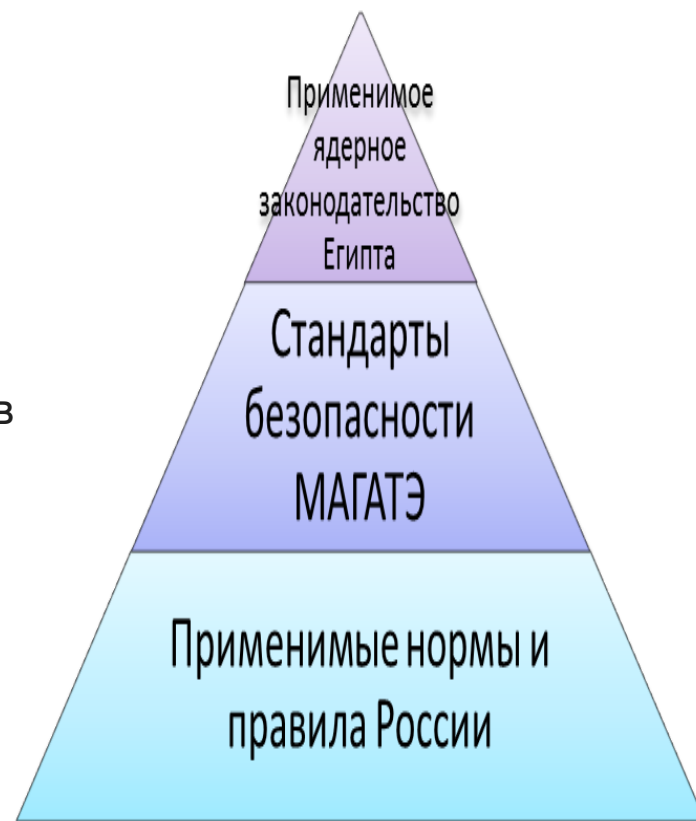 Применимое
ядерное
законодательство
Египта
Стандарты
безопасности
МАГАТЭ
в
Применимые нормы и
правила России